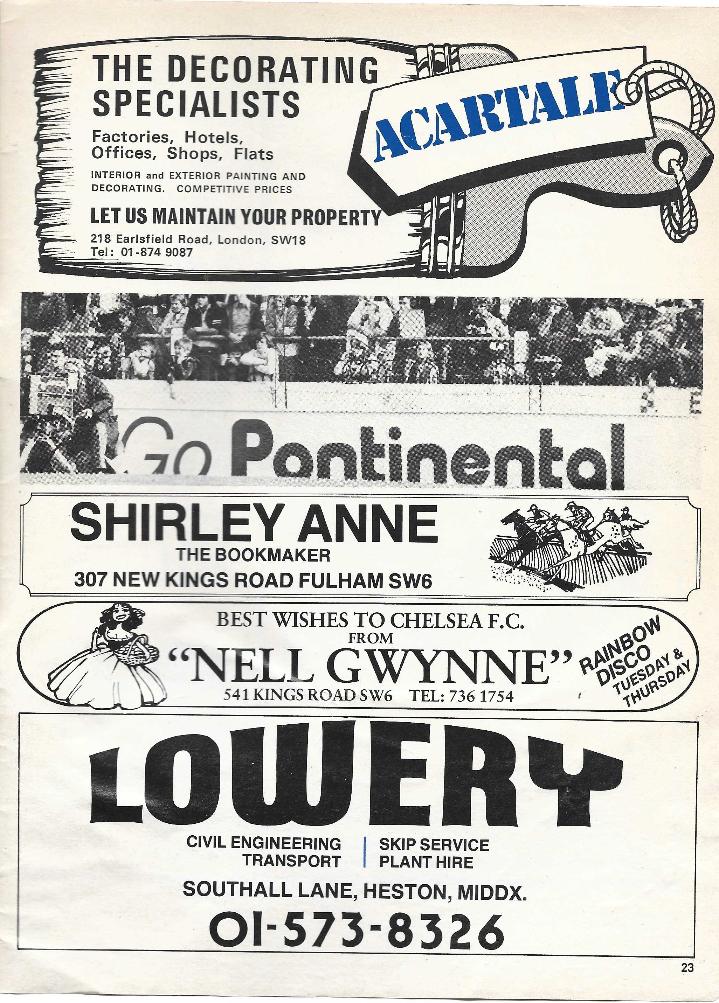 THE DECORATING
SPECIALISTS
Factories, Hotels,
Offices, Shops, Flats
INTERIOR and EXTERIOR PAINTING AND
DECORATING. COMPETITIVE PRICES
LET US MAINTAIN YOUR PROPERTY
218 Earlsfield Road, London, SW18
Tel: 01-874 9087
ACARTALE
Go Pontinental
SHIRLEY ANNE
THE BOOKMAKER
307 NEW KINGS ROAD FULHAM SW6
BEST WISHES TO CHELSEA F.C.
FROM
"NELL GWYNNE"
541 KINGS ROAD SW6 TEL: 736 1754
RAINBOW
DISCO
TUESDAY &
THURSDAY
LOWERY
CIVIL ENGINEERING
TRANSPORT
SKIP SERVICE
PLANT HIRE
SOUTHALL LANE, HESTON, MIDDX.
01-573-8326
23